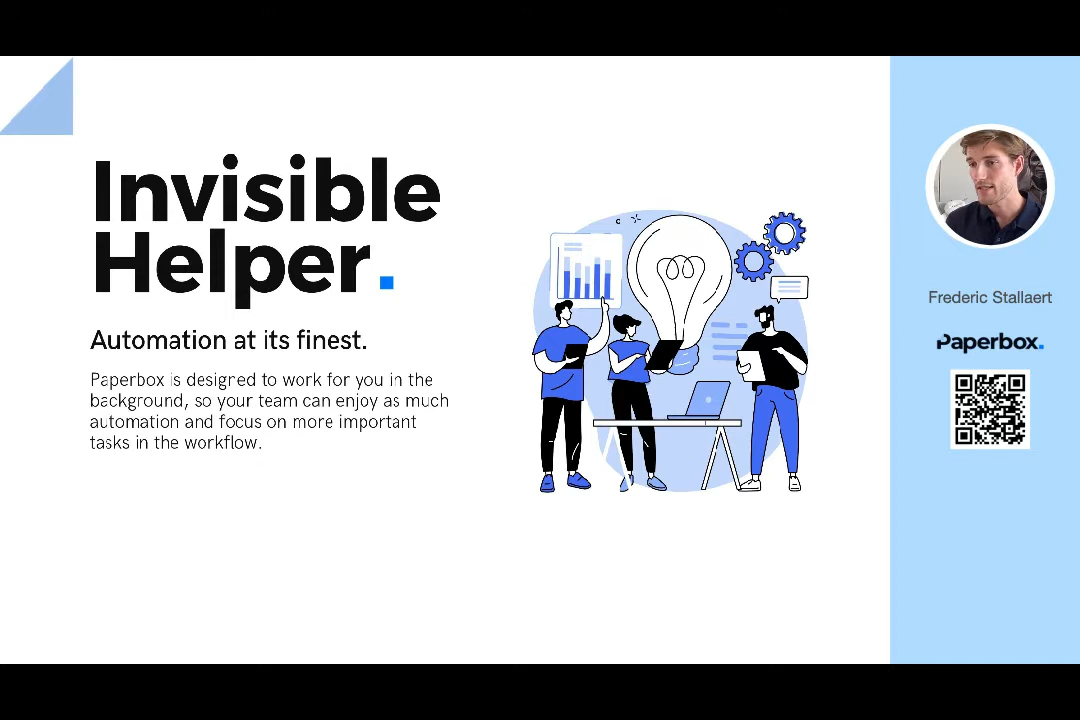 Invisible
Helper.
Automation at its finest.
Paperbox is designed to work for you in the
background, so your team can enjoy as much
automation and focus on more important
tasks in the workflow.
Frederic Stallaert
Paperbox.